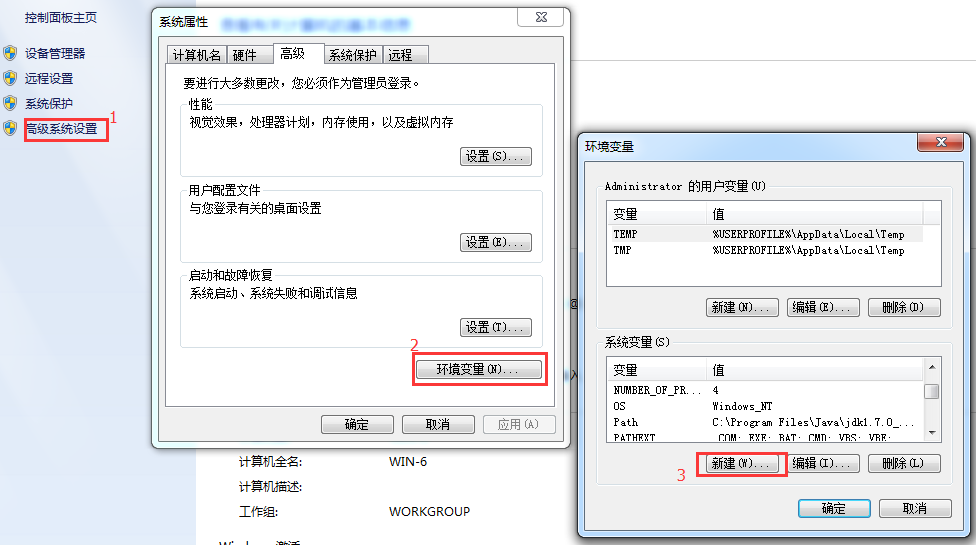 控制面板主页
设备管理器
远程设置
系统保护
高级系统设置
1
系统属性
计算机名 硬件 高级 系统保护 远程
要进行大多数更改，您必须作为管理员登录。
性能
视觉效果，处理器计划，内存使用，以及虚拟内存
设置(S)...
用户配置文件
与您登录有关的桌面设置
设置(E)...
启动和故障恢复
系统启动、系统失败和调试信息
设置(T)...
2
环境变量(N)...
确定 取消 应用(A)
计算机全名: WIN-6
计算机描述:
工作组: WORKGROUP
环境变量
Administrator 的用户变量(U)
变量 值
TEMP %USERPROFILE%\AppData\Local\Temp
TMP %USERPROFILE%\AppData\Local\Temp
新建(N)... 编辑(E)... 删除(D)
系统变量(S)
变量 值
NUMBER_OF_PR... 4
OS Windows_NT
Path C:\Program Files\Java\jdk1.7.0_...
PATHEXT .COM;.EXE;.BAT;.CMD;.VBS;.VBE;
3
新建(W)... 编辑(I)... 删除(L)
确定 取消